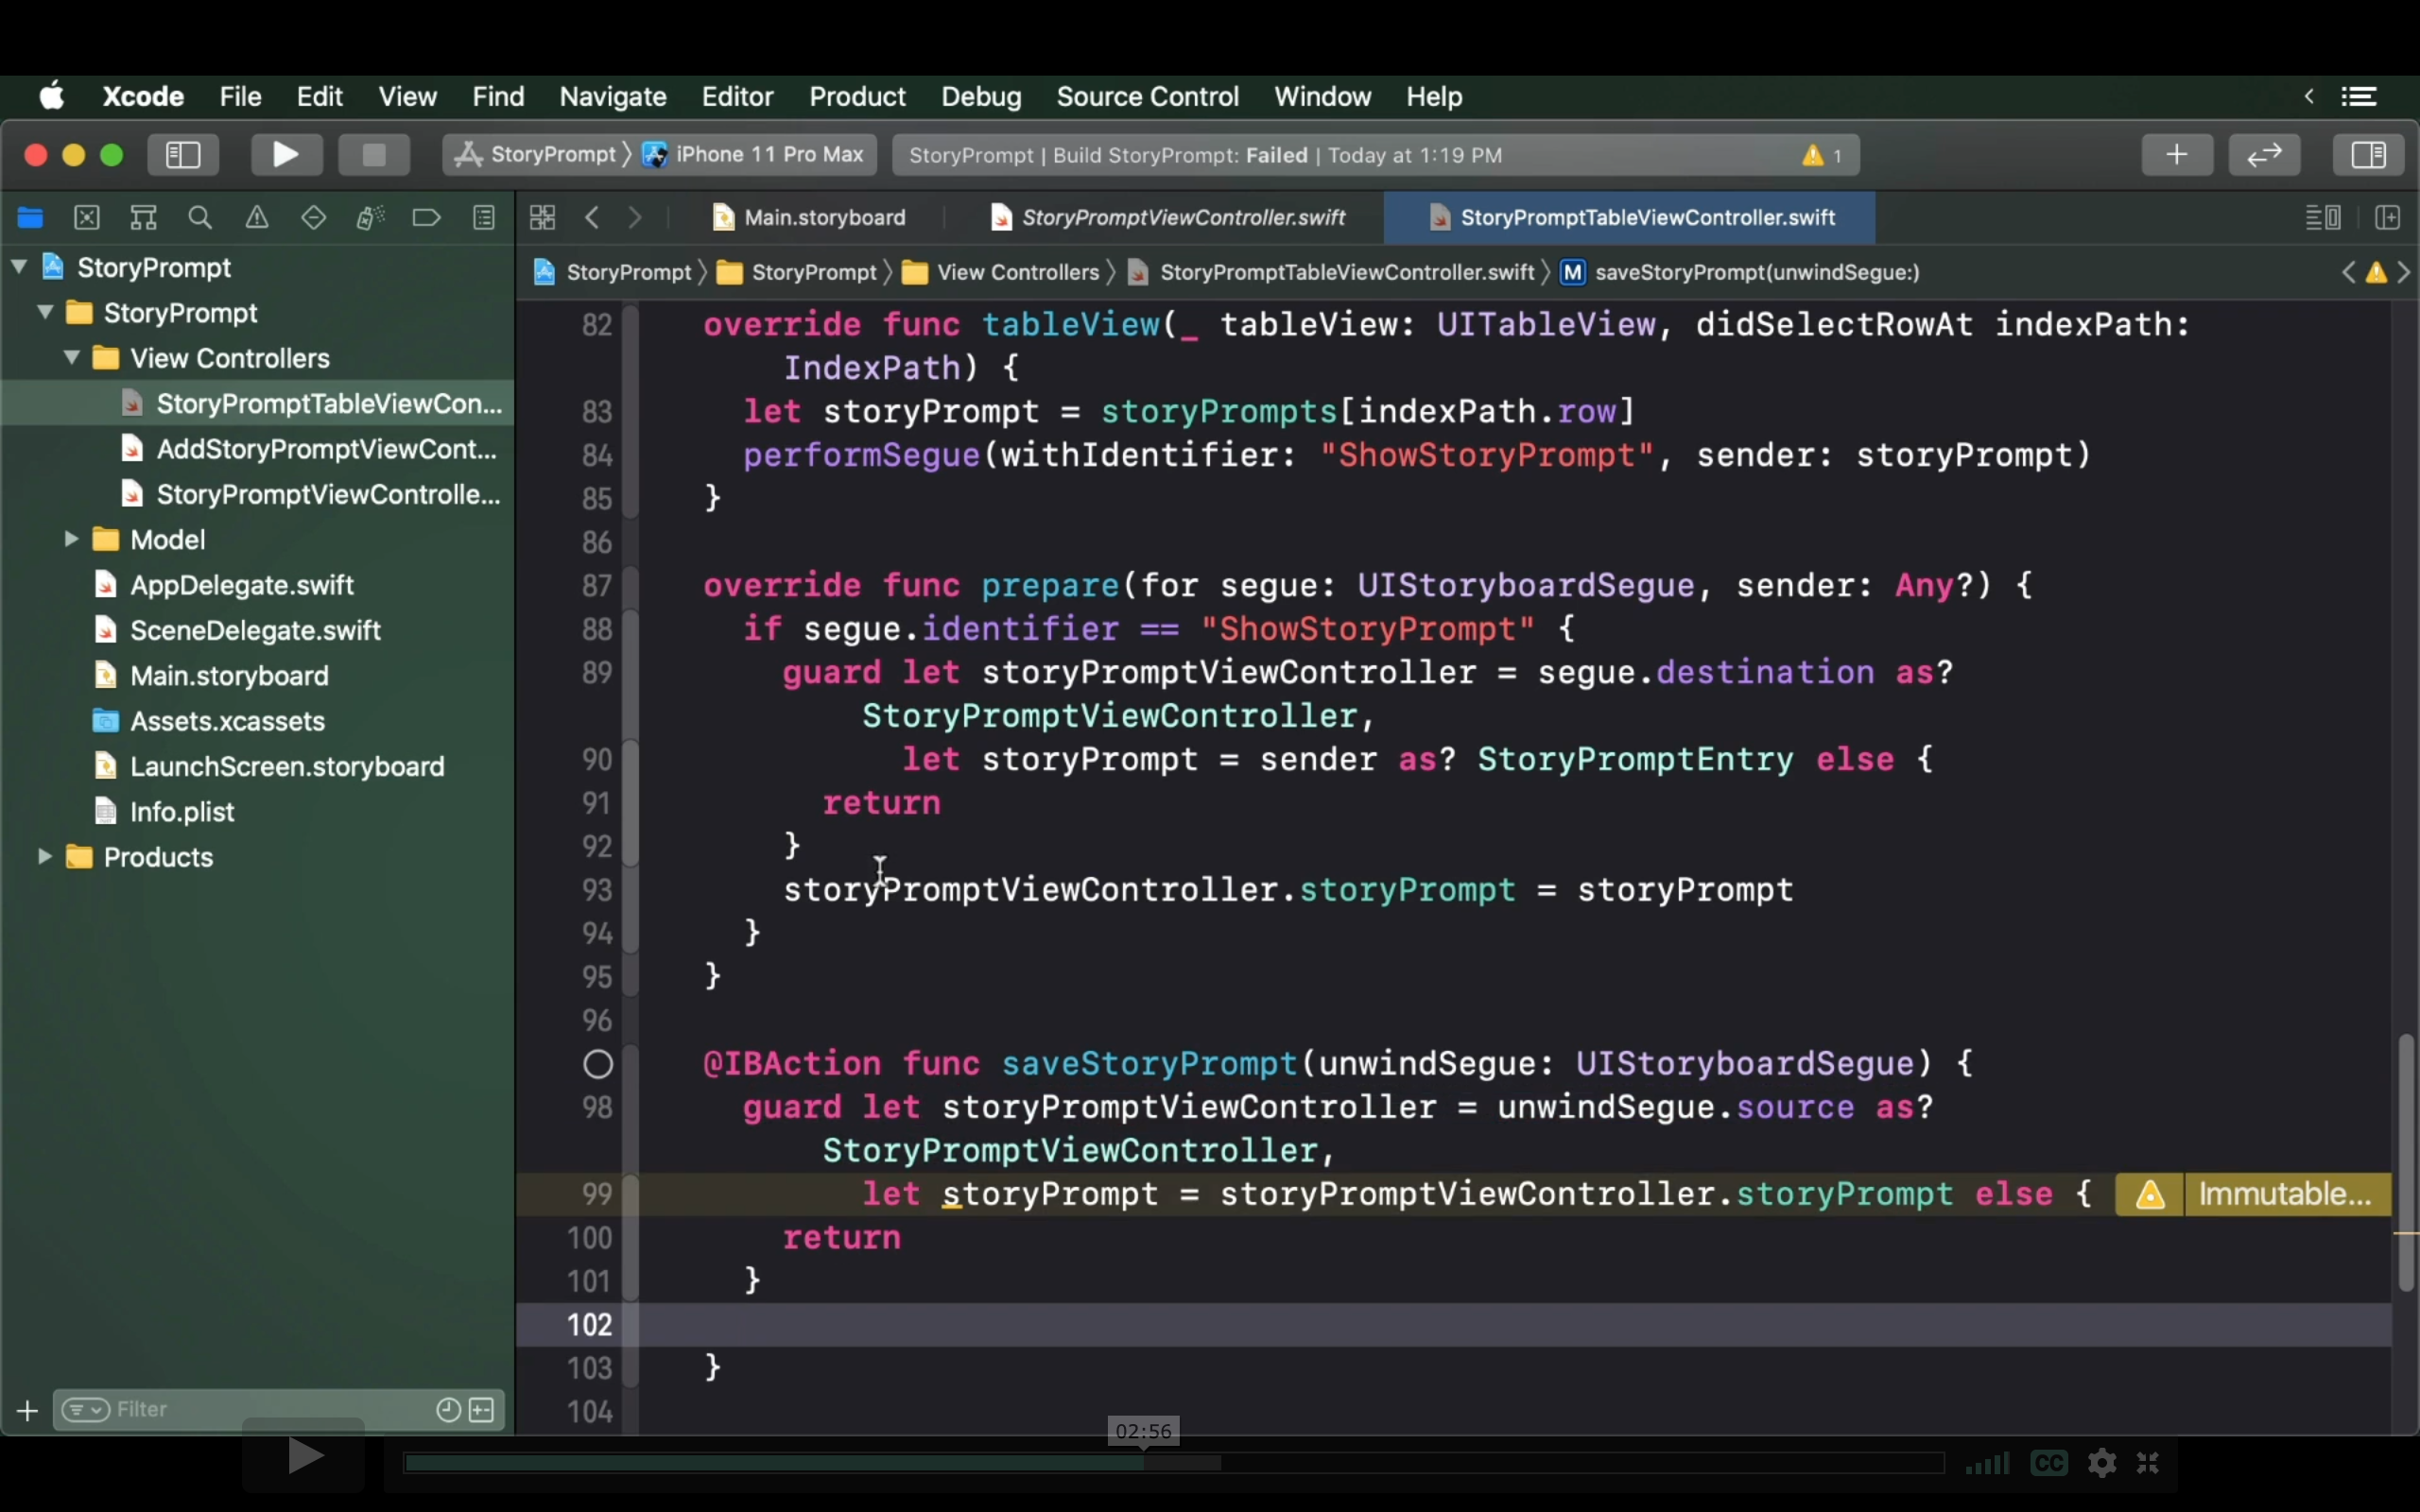 Xcode File Edit View Find Navigate Editor Product Debug Source Control Window Help
StoryPrompt iPhone 11 Pro Max StoryPrompt | Build StoryPrompt: Failed | Today at 1:19 PM 1
Main.storyboard StoryPromptViewController.swift StoryPromptTableViewController.swift
StoryPrompt StoryPrompt View Controllers StoryPromptTableViewController.swift M saveStoryPrompt(unwindSegue:)
StoryPrompt
StoryPrompt
View Controllers
StoryPromptTableViewCon...
AddStoryPromptViewCont...
StoryPromptViewControlle...
Model
AppDelegate.swift
SceneDelegate.swift
Main.storyboard
Assets.xcassets
LaunchScreen.storyboard
Info.plist
Products
Filter
82 override func tableView(_ tableView: UITableView, didSelectRowAt indexPath:
IndexPath) {
83 let storyPrompt = storyPrompts[indexPath.row]
84 performSegue(withIdentifier: "ShowStoryPrompt", sender: storyPrompt)
85 }
86
87 override func prepare(for segue: UIStoryboardSegue, sender: Any?) {
88 if segue.identifier == "ShowStoryPrompt" {
89 guard let storyPromptViewController = segue.destination as?
StoryPromptViewController,
90 let storyPrompt = sender as? StoryPromptEntry else {
91 return
92 }
93 storyPromptViewController.storyPrompt = storyPrompt
94 }
95 }
96
@IBAction func saveStoryPrompt(unwindSegue: UIStoryboardSegue) {
98 guard let storyPromptViewController = unwindSegue.source as?
StoryPromptViewController,
99 let storyPrompt = storyPromptViewController.storyPrompt else { Immutable...
100 return
101 }
102
103 }
104
02:56
CC